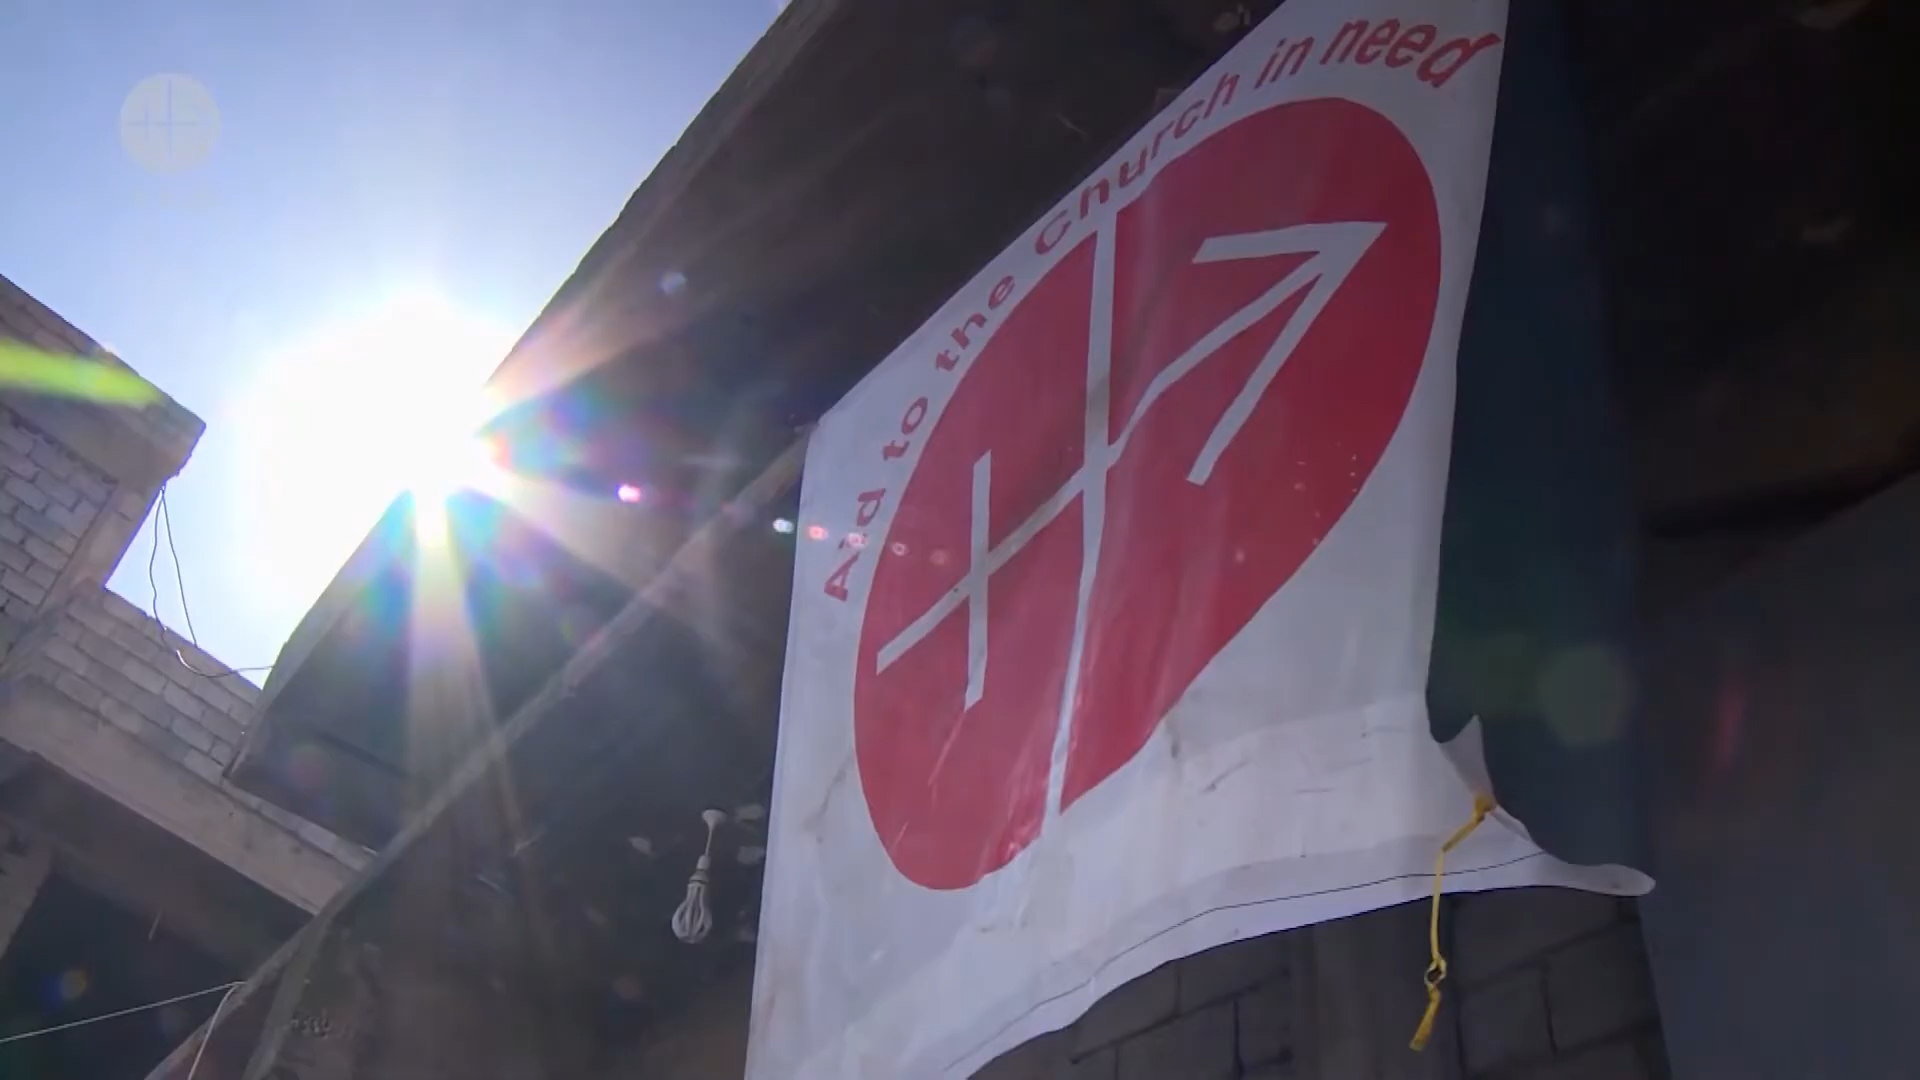 Aid to the Church in need